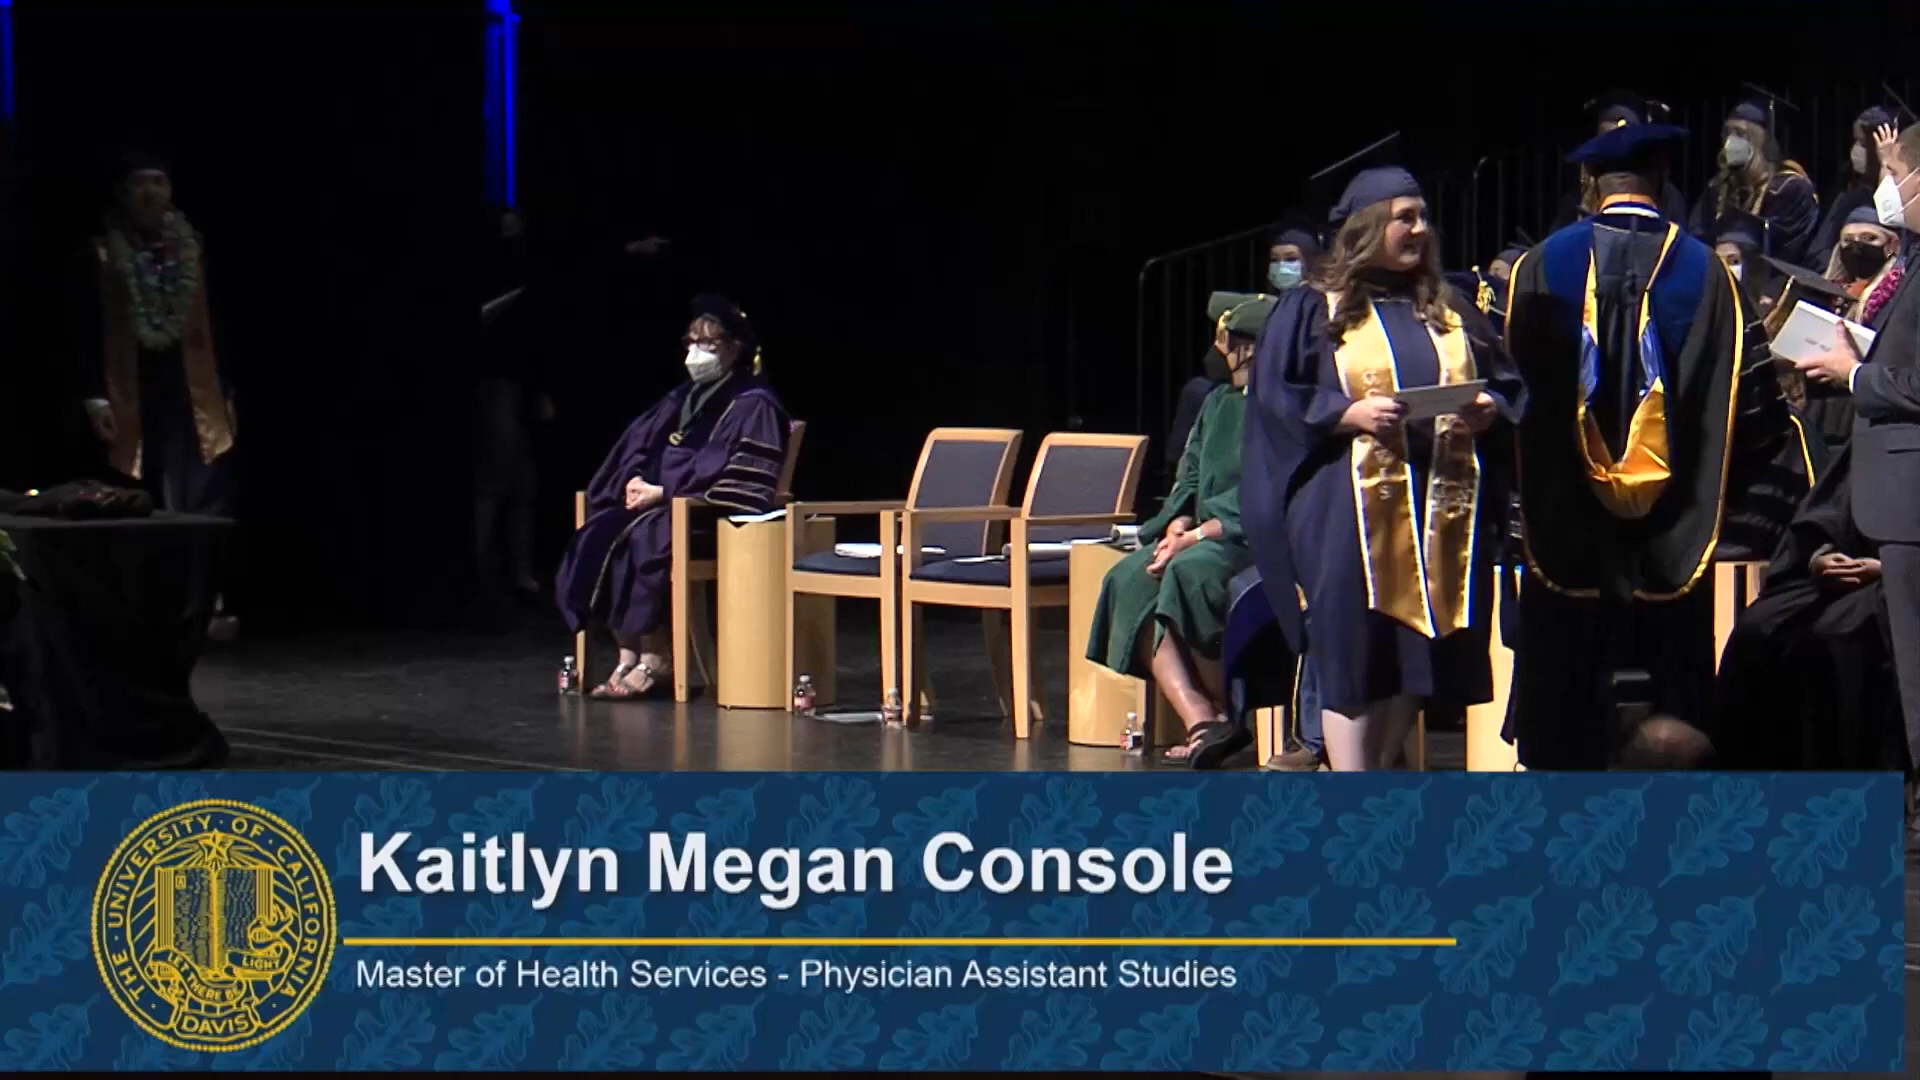 Kaitlyn Megan Console
Master of Health Services - Physician Assistant Studies
THE · UNIVERSITY · OF · CALIFORNIA
LET THERE BE LIGHT
DAVIS